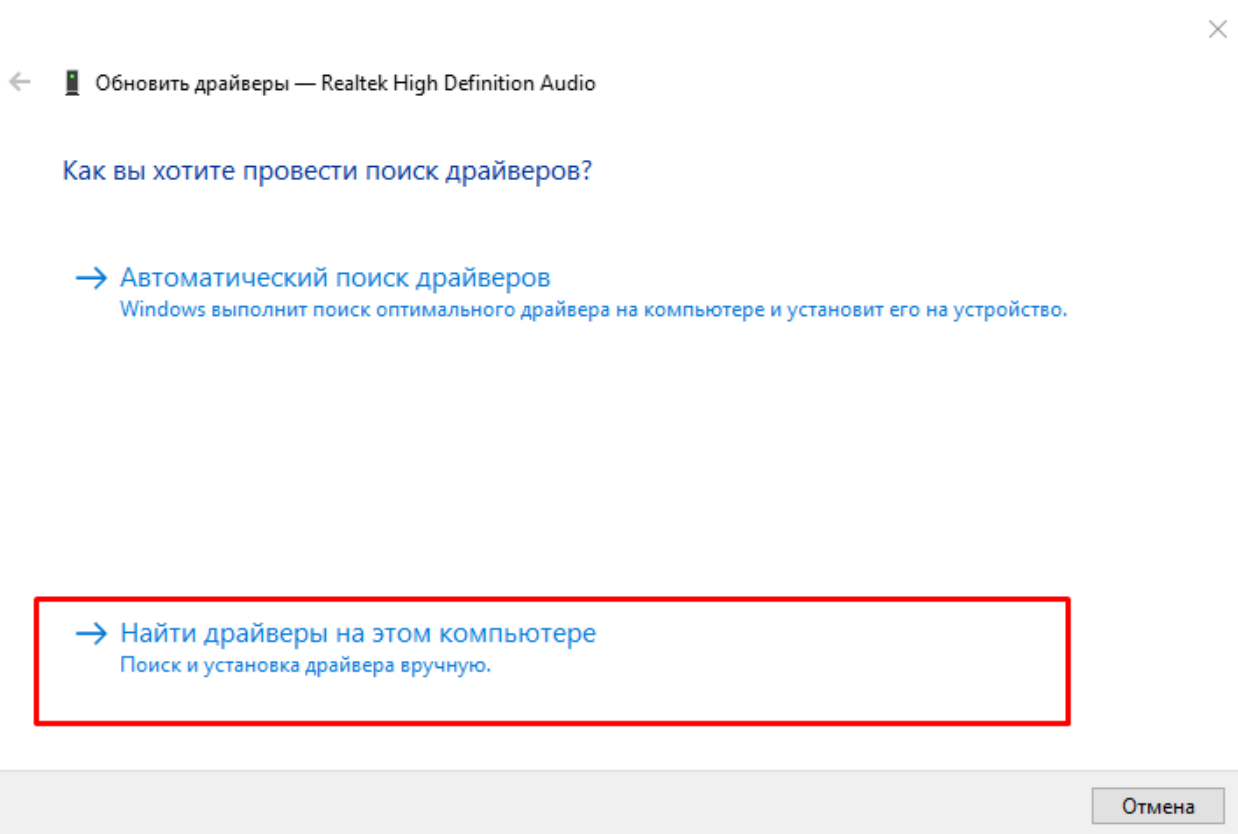 Обновить драйверы — Realtek High Definition Audio
Как вы хотите провести поиск драйверов?
Автоматический поиск драйверов
Windows выполнит поиск оптимального драйвера на компьютере и установит его на устройство.
Найти драйверы на этом компьютере
Поиск и установка драйвера вручную.
Отмена